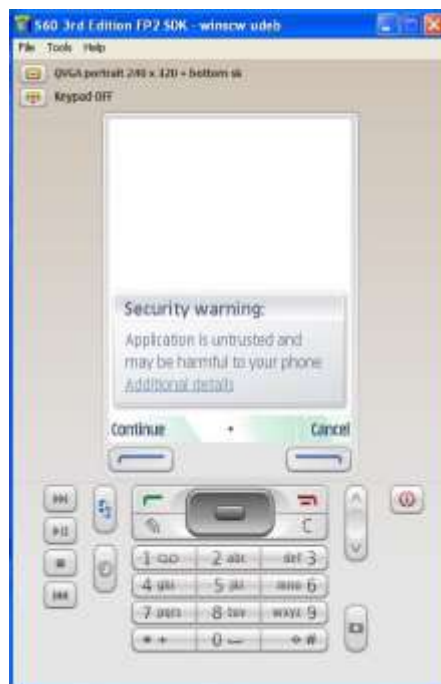 S60 3rd Edition FP2 SDK - winscw udeb
File Tools Help
QVGA portrait 240 x 320 + bottom sk
Keypad OFF
Security warning:
Application is untrusted and
may be harmful to your phone
Additional details
Continue Cancel
C
1 2 abc def 3
4 ghi 5 jkl mno 6
7 pqrs 8 tuv wxyz 9
* + 0 #